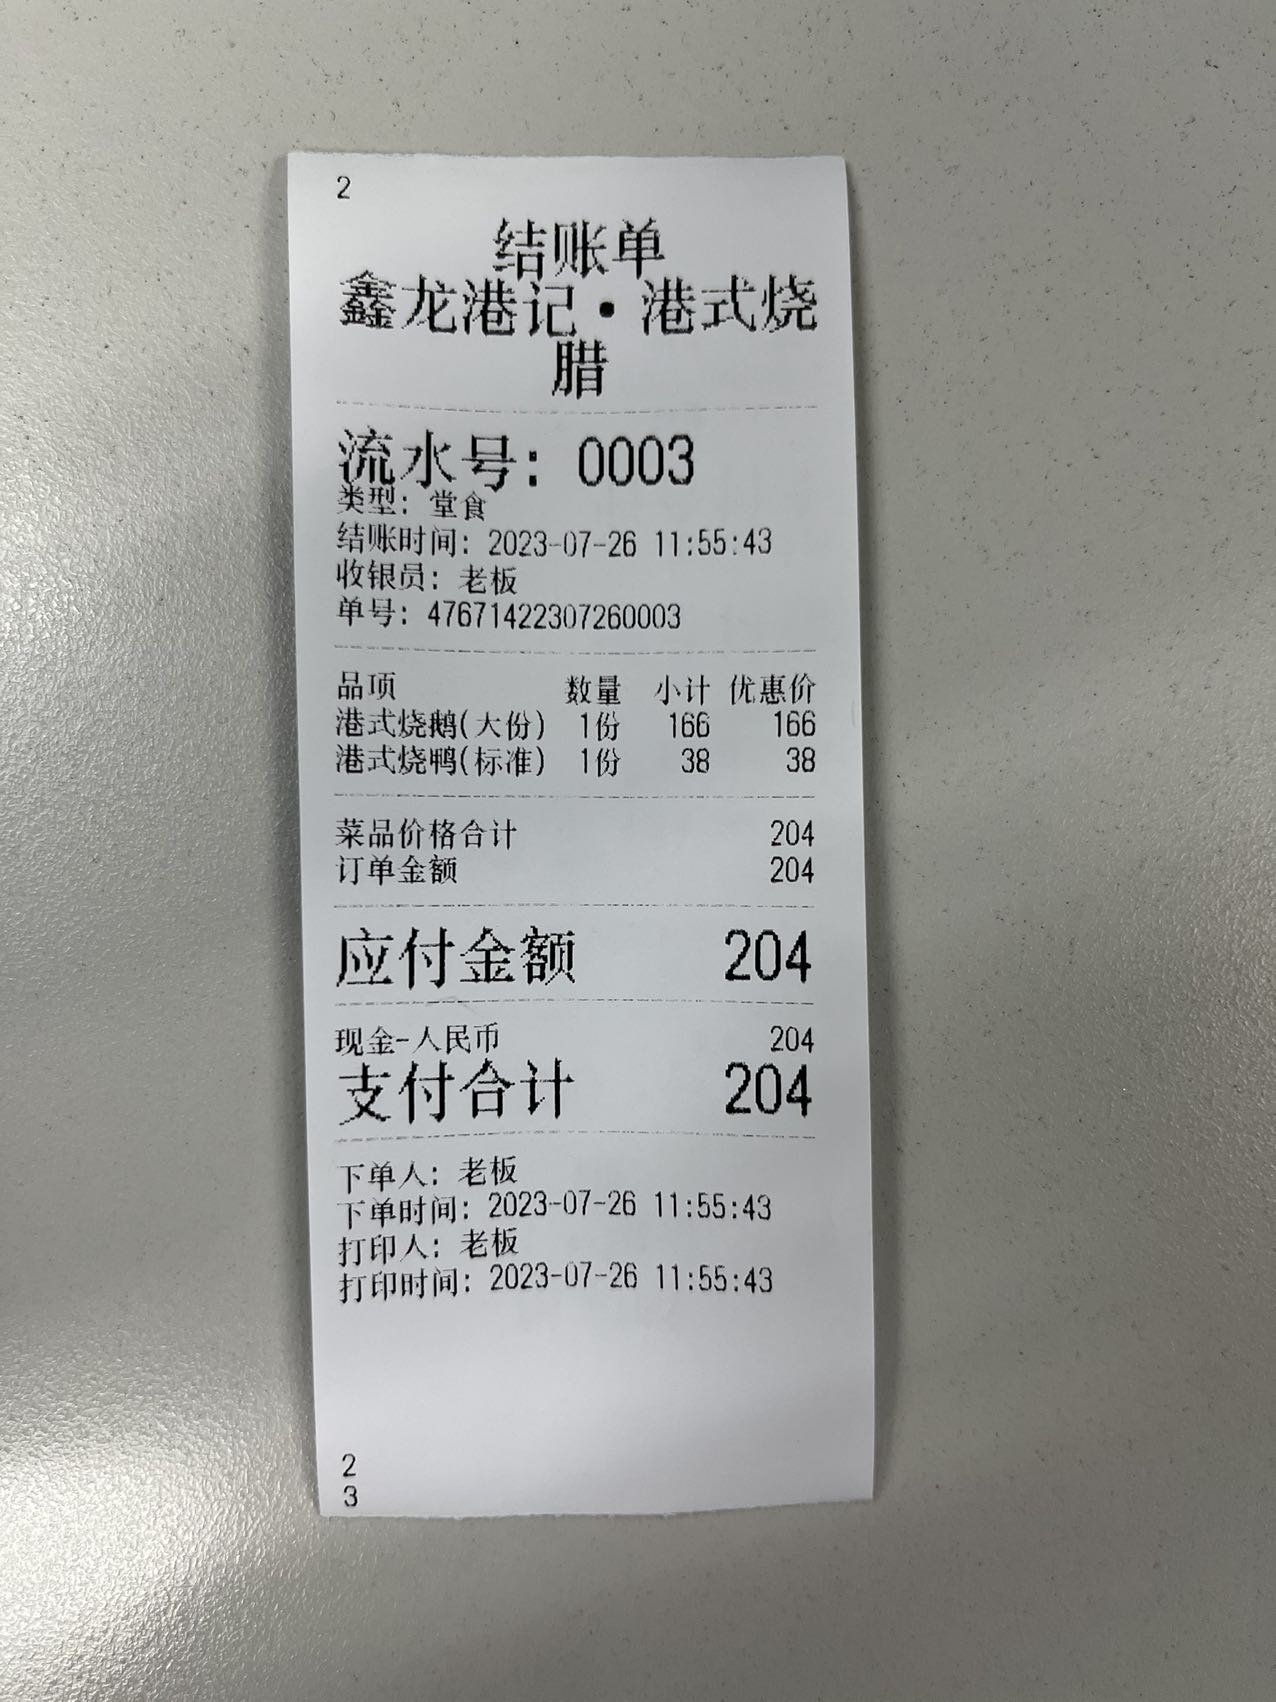 2
结账单
鑫龙港记·港式烧
腊
流水号：0003
类型：堂食
结账时间：2023-07-26 11:55:43
收银员：老板
单号：47671422307260003
品项 数量 小计 优惠价
港式烧鹅(大份) 1份 166 166
港式烧鸭(标准) 1份 38 38
菜品价格合计 204
订单金额 204
应付金额 204
现金-人民币 204
支付合计 204
下单人：老板
下单时间：2023-07-26 11:55:43
打印人：老板
打印时间：2023-07-26 11:55:43
2
3